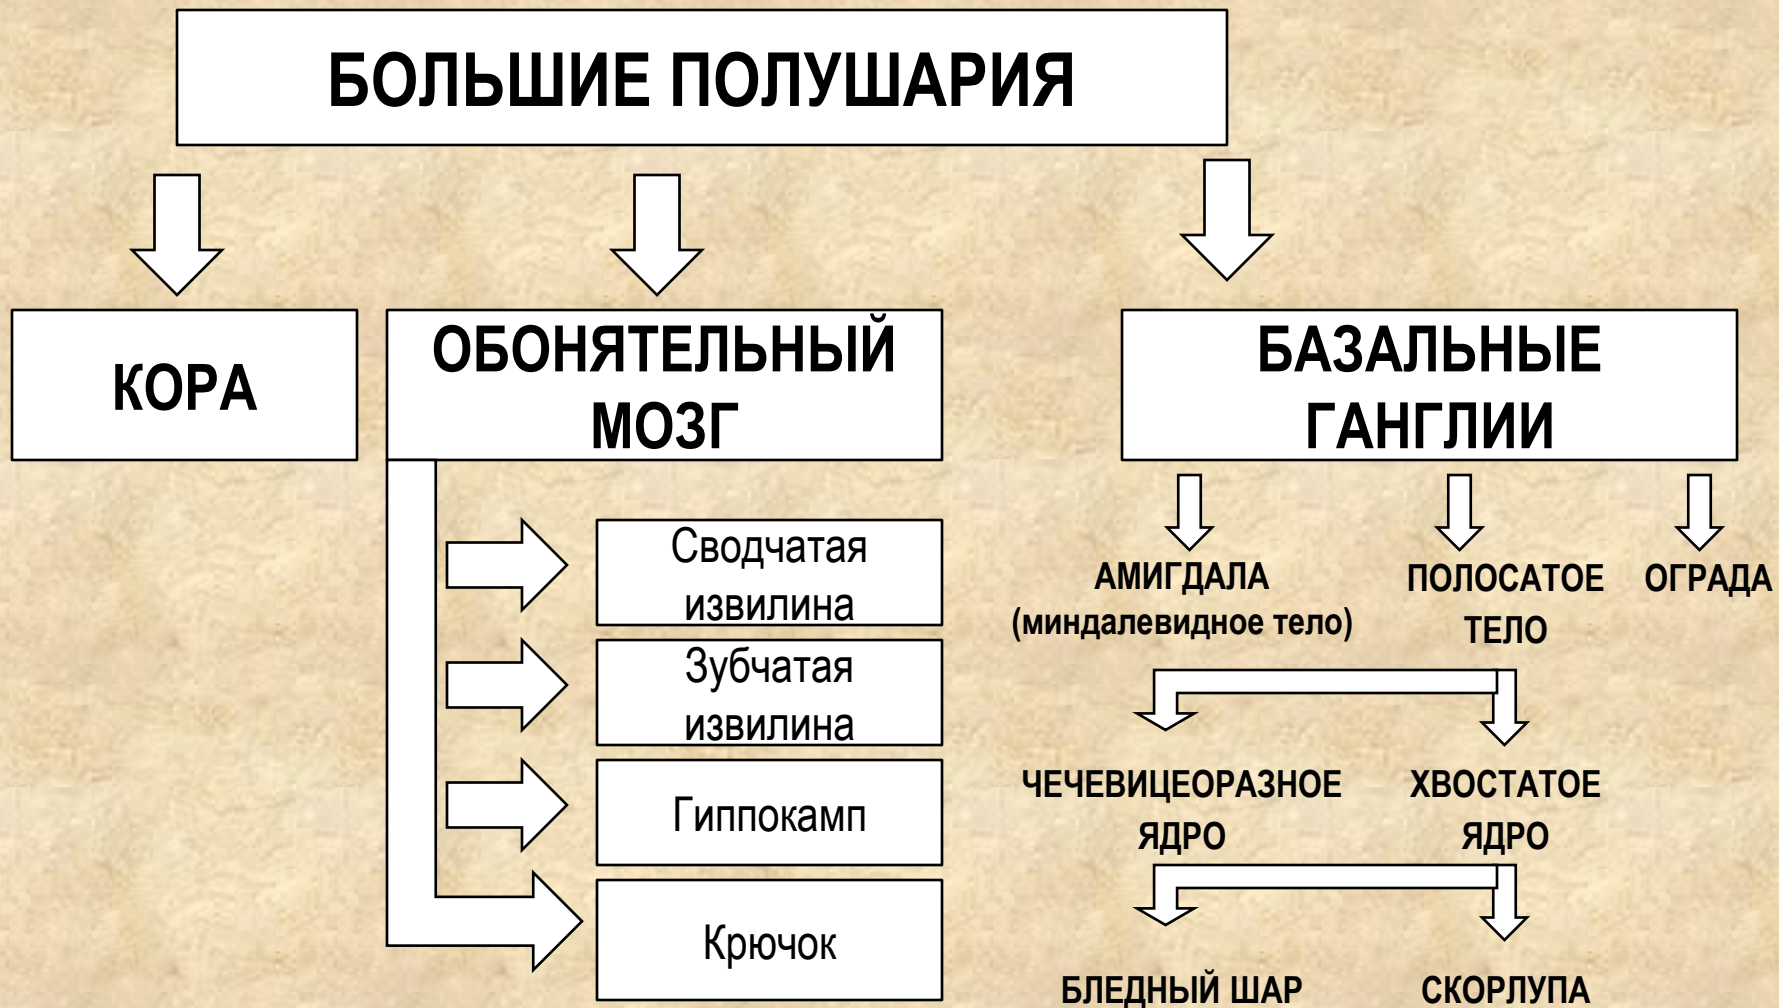 БОЛЬШИЕ ПОЛУШАРИЯ
КОРА
ОБОНЯТЕЛЬНЫЙ
МОЗГ
БАЗАЛЬНЫЕ
ГАНГЛИИ
Сводчатая
извилина
Зубчатая
извилина
Гиппокамп
Крючок
АМИГДАЛА
(миндалевидное тело)
ПОЛОСАТОЕ
ТЕЛО
ОГРАДА
ЧЕЧЕВИЦЕОРАЗНОЕ
ЯДРО
ХВОСТАТОЕ
ЯДРО
БЛЕДНЫЙ ШАР
СКОРЛУПА